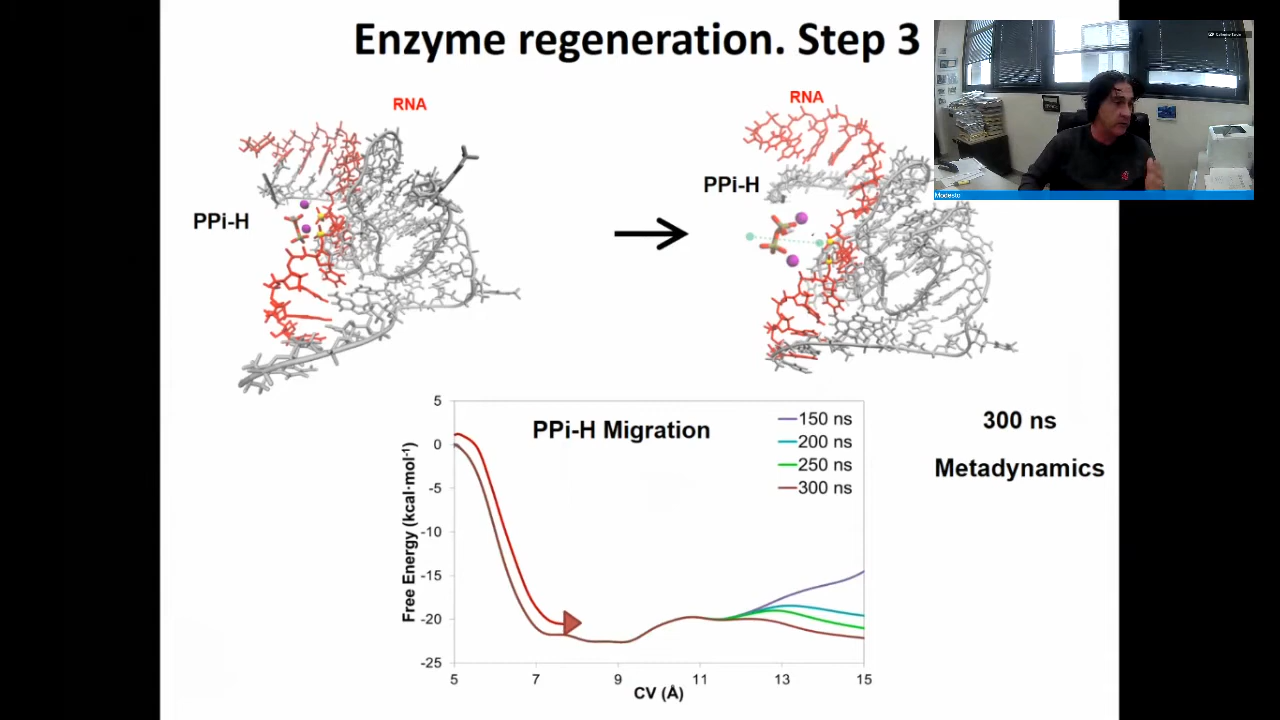 Enzyme regeneration. Step 3
RNA
RNA
PPi-H
PPi-H
Modesto
PPi-H Migration
150 ns
200 ns
250 ns
300 ns
300 ns
Metadynamics
Free Energy (kcal·mol⁻¹)
5
0
-5
-10
-15
-20
-25
5 7 9 11 13 15
CV (Å)